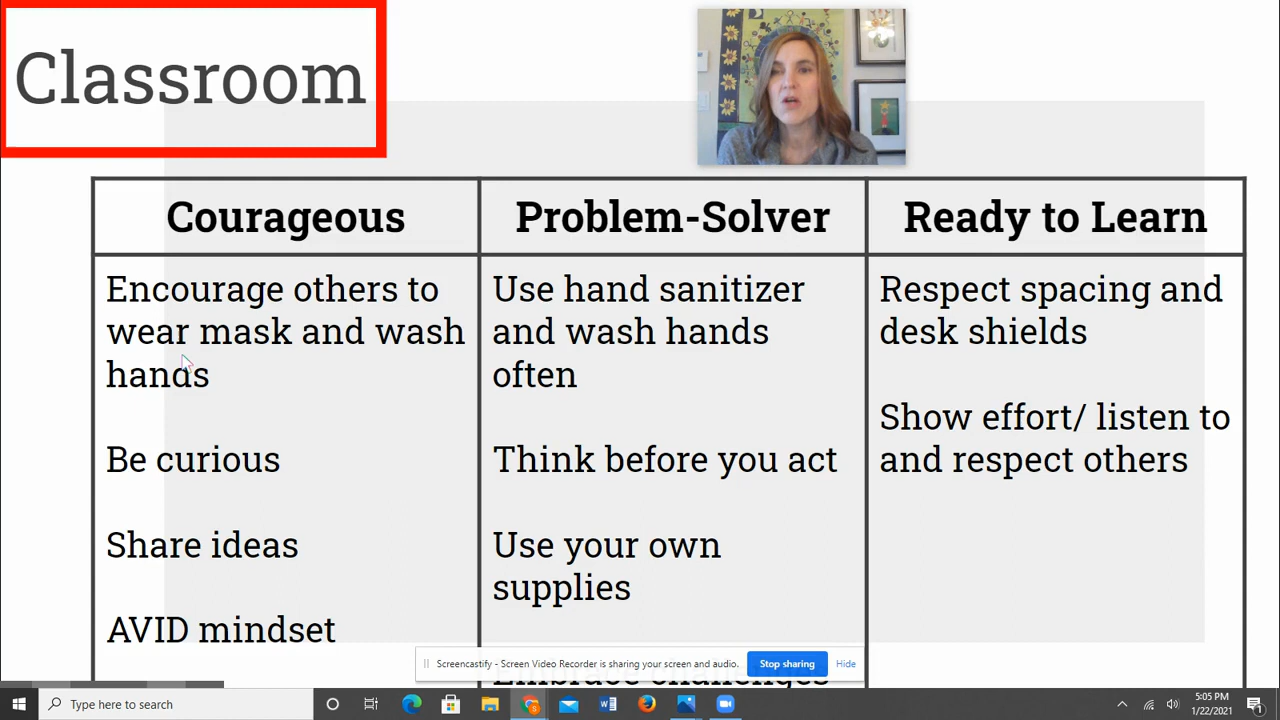 Classroom
Courageous
Problem-Solver
Ready to Learn
Encourage others to
wear mask and wash
hands
Be curious
Share ideas
AVID mindset
Use hand sanitizer
and wash hands
often
Think before you act
Use your own
supplies
Embrace challenges
Respect spacing and
desk shields
Show effort/ listen to
and respect others
Screencastify - Screen Video Recorder is sharing your screen and audio.
Stop sharing
Hide
Type here to search
5:05 PM
1/22/2021